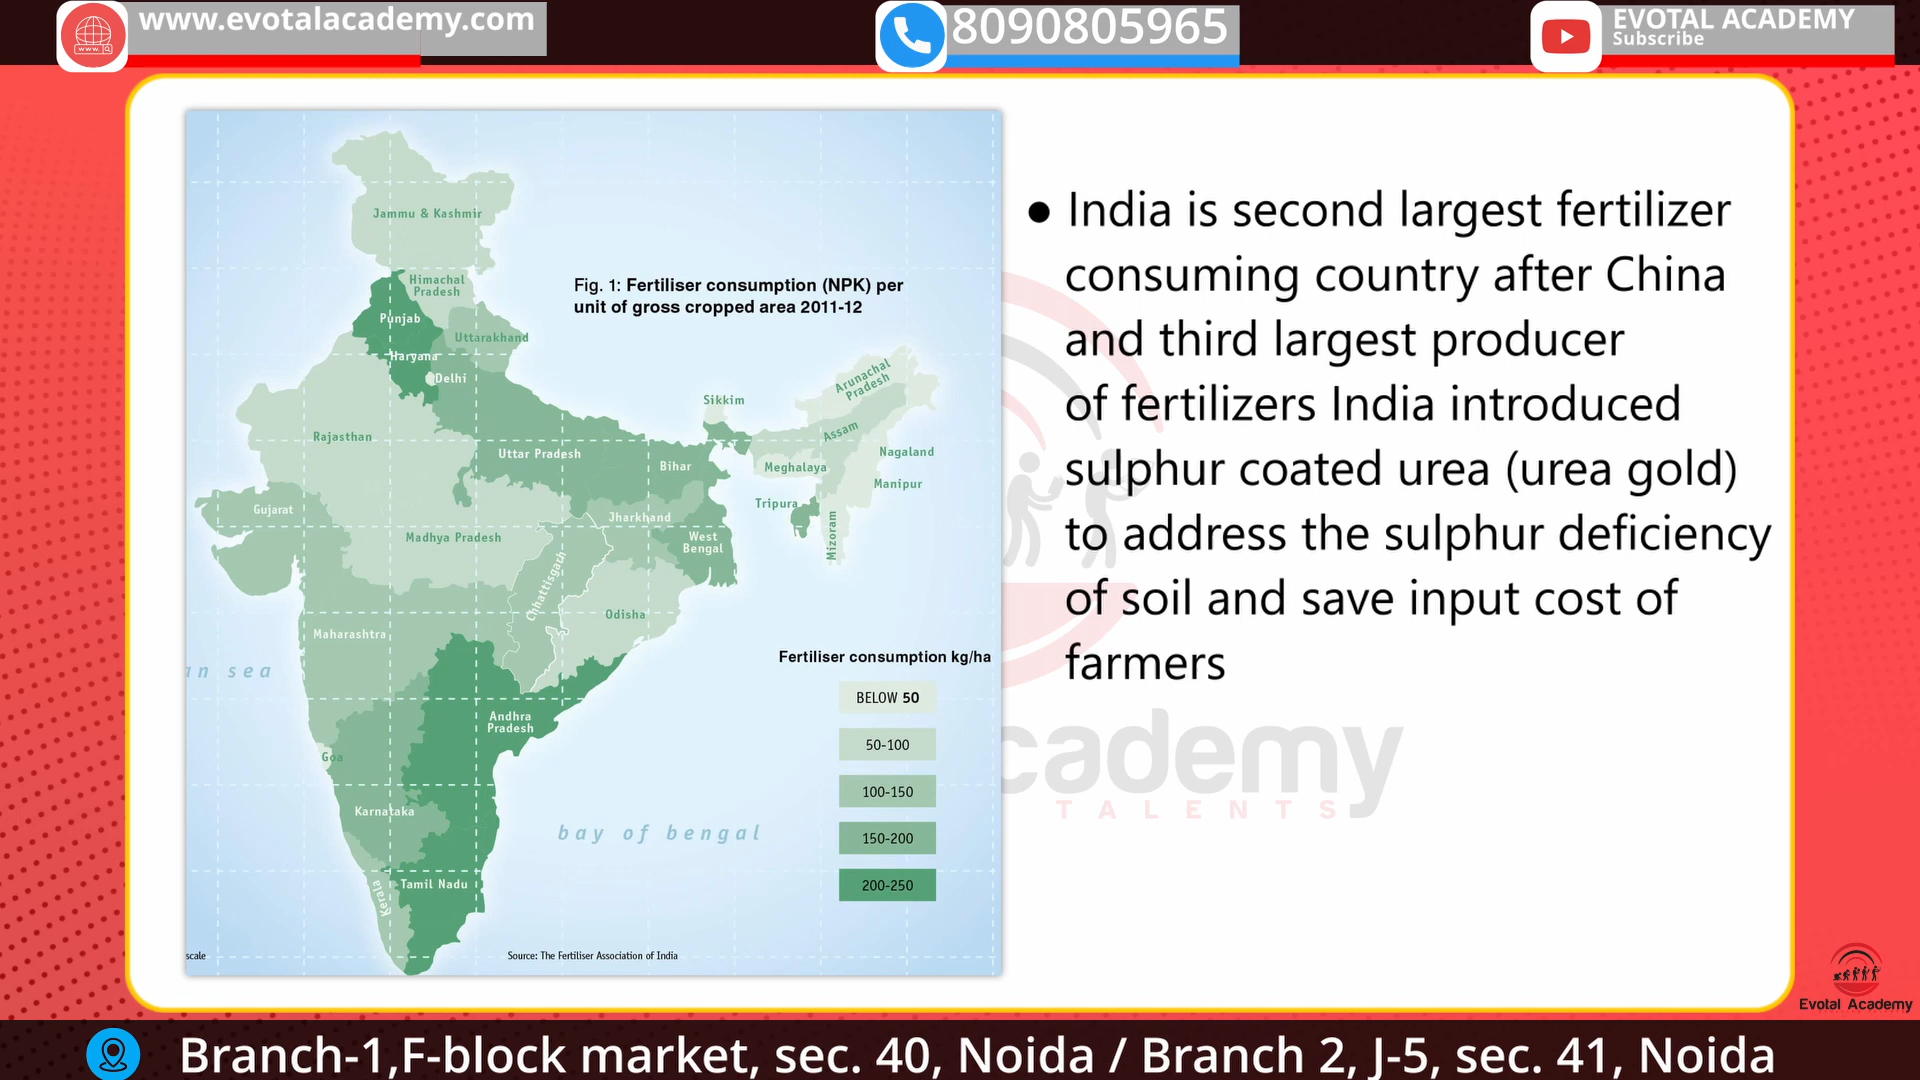 www.evotalacademy.com
8090805965
EVOTAL ACADEMY
Subscribe
Jammu & Kashmir
Himachal
Pradesh
Punjab
Uttarakhand
Haryana
Delhi
Fig. 1: Fertiliser consumption (NPK) per
unit of gross cropped area 2011-12
Arunachal
Pradesh
Sikkim
Assam
Rajasthan
Uttar Pradesh
Bihar
Nagaland
Meghalaya
Manipur
Tripura
Gujarat
Jharkhand
Mizoram
Madhya Pradesh
West
Bengal
Chhattisgarh
Odisha
Maharashtra
an sea
Andhra
Pradesh
Goa
Karnataka
bay of bengal
Kerala
Tamil Nadu
Fertiliser consumption kg/ha
BELOW 50
50-100
100-150
150-200
200-250
scale
Source: The Fertiliser Association of India
● India is second largest fertilizer
consuming country after China
and third largest producer
of fertilizers India introduced
sulphur coated urea (urea gold)
to address the sulphur deficiency
of soil and save input cost of
farmers
cademy
TALENTS
Evotal Academy
Branch-1,F-block market, sec. 40, Noida / Branch 2, J-5, sec. 41, Noida